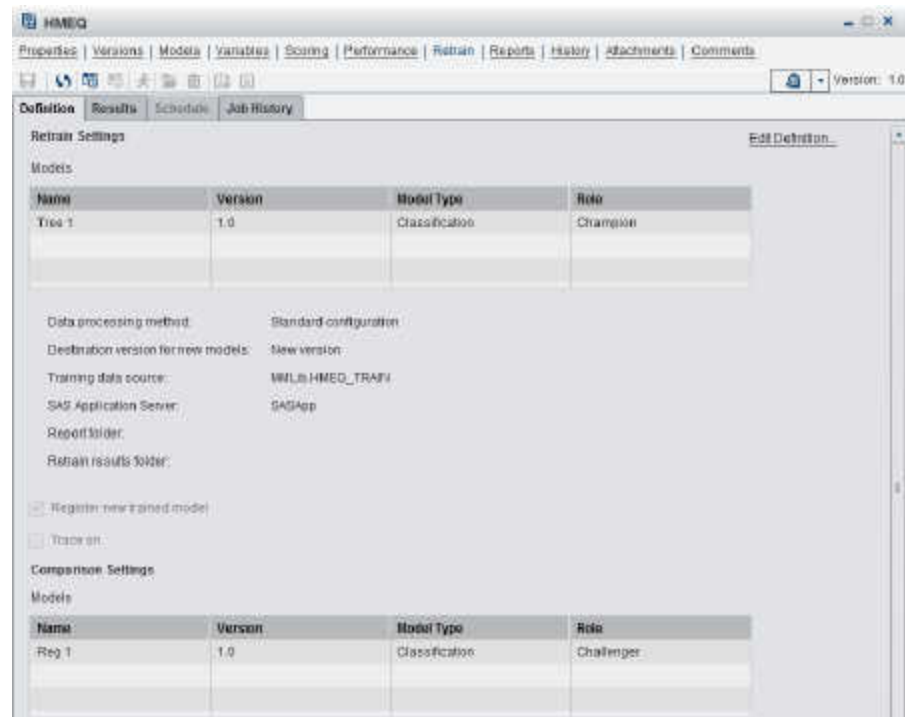 HMEQ
Properties | Versions | Models | Variables | Scoring | Performance | Retrain | Reports | History | Attachments | Comments
Version: 1.0
Definition Results Schedule Job History
Retrain Settings Edit Definition...
Models
Name Version Model Type Role
Tree 1 1.0 Classification Champion
Data processing method: Standard configuration
Destination version for new models: New version
Training data source: MMLib.HMEQ_TRAIN
SAS Application Server: SASApp
Report folder:
Retrain results folder:
Register new trained model
Trace on
Comparison Settings
Models
Name Version Model Type Role
Reg 1 1.0 Classification Challenger